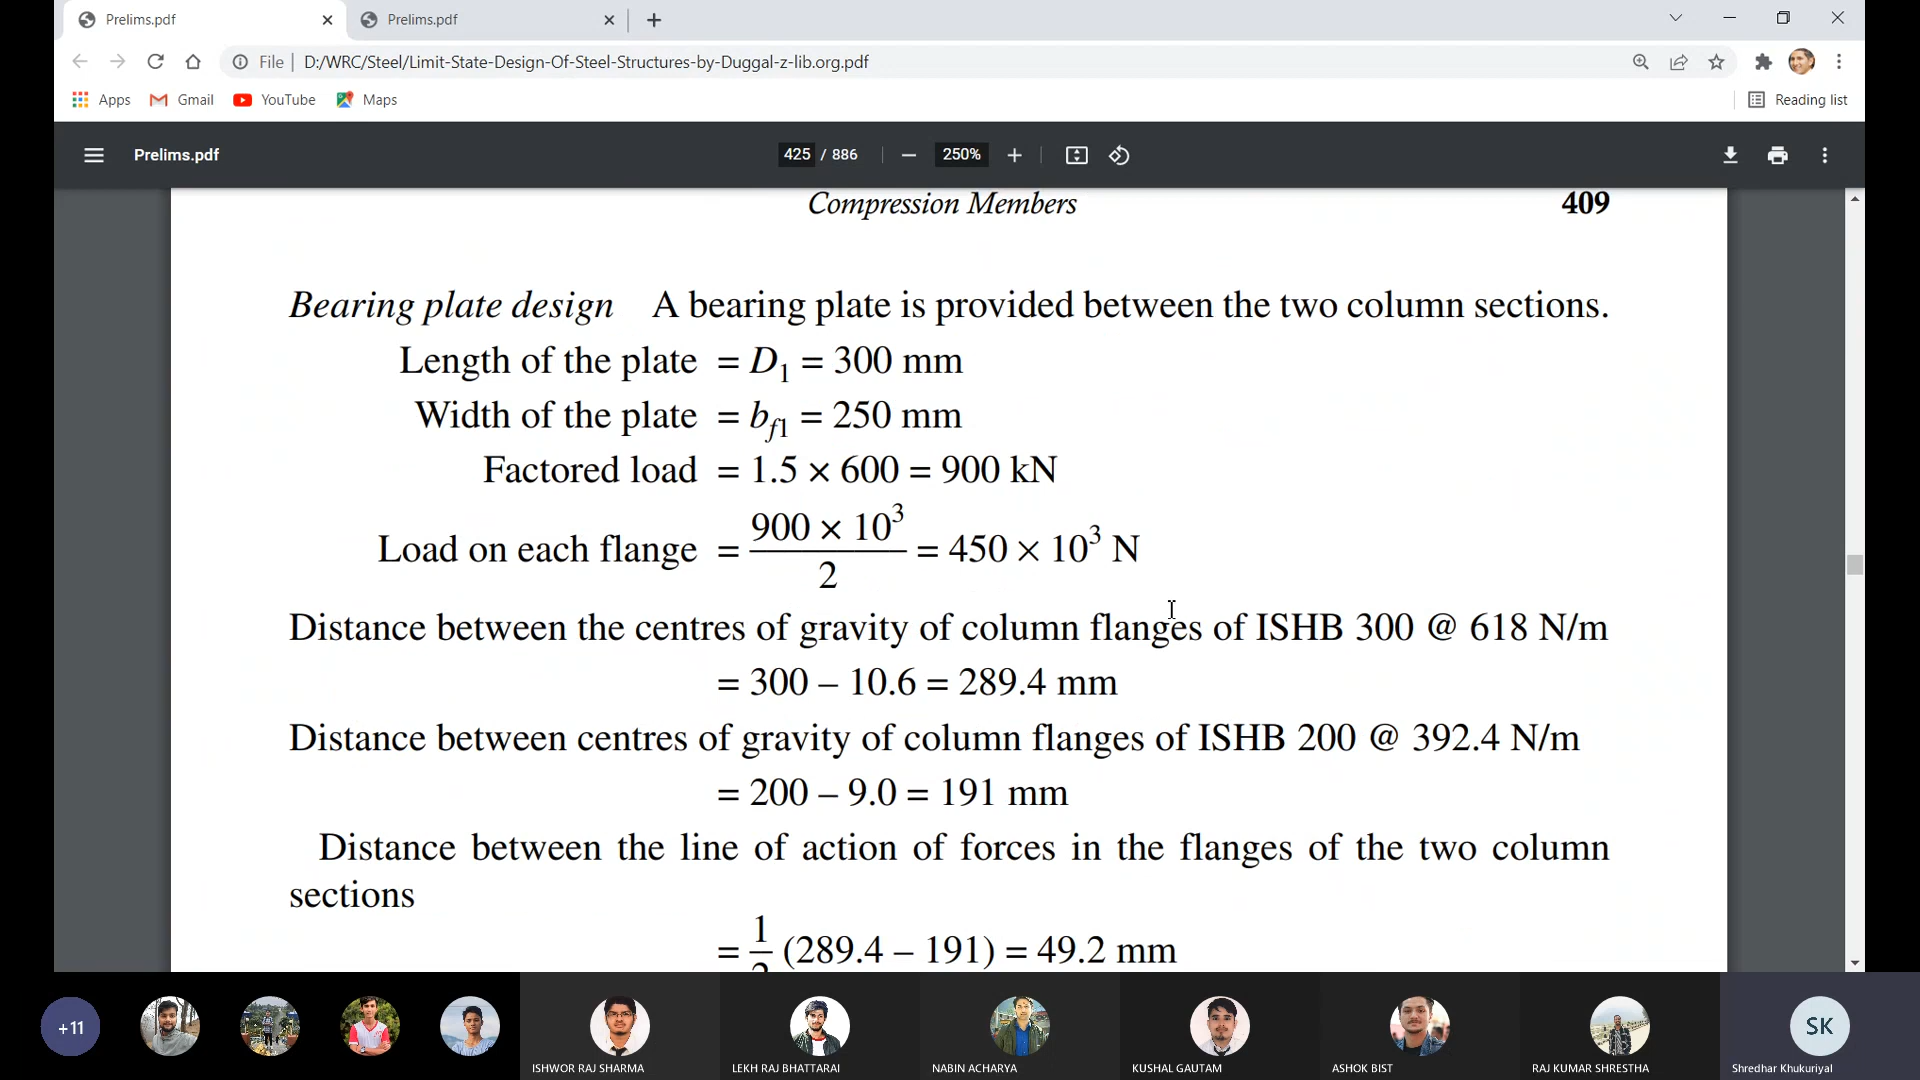 Prelims.pdf
Prelims.pdf
File | D:/WRC/Steel/Limit-State-Design-Of-Steel-Structures-by-Duggal-z-lib.org.pdf
Apps Gmail YouTube Maps Reading list
Prelims.pdf 425 / 886 250%
Compression Members 409
Bearing plate design A bearing plate is provided between the two column sections.
Length of the plate = D₁ = 300 mm
Width of the plate = b_f1 = 250 mm
Factored load = 1.5 × 600 = 900 kN
Load on each flange = (900 × 10³)/2 = 450 × 10³ N
Distance between the centres of gravity of column flanges of ISHB 300 @ 618 N/m
= 300 – 10.6 = 289.4 mm
Distance between centres of gravity of column flanges of ISHB 200 @ 392.4 N/m
= 200 – 9.0 = 191 mm
Distance between the line of action of forces in the flanges of the two column
sections
= 1/2 (289.4 – 191) = 49.2 mm
+11
SK
ISHWOR RAJ SHARMA LEKH RAJ BHATTARAI NABIN ACHARYA KUSHAL GAUTAM ASHOK BIST RAJ KUMAR SHRESTHA Shredhar Khukuriyal